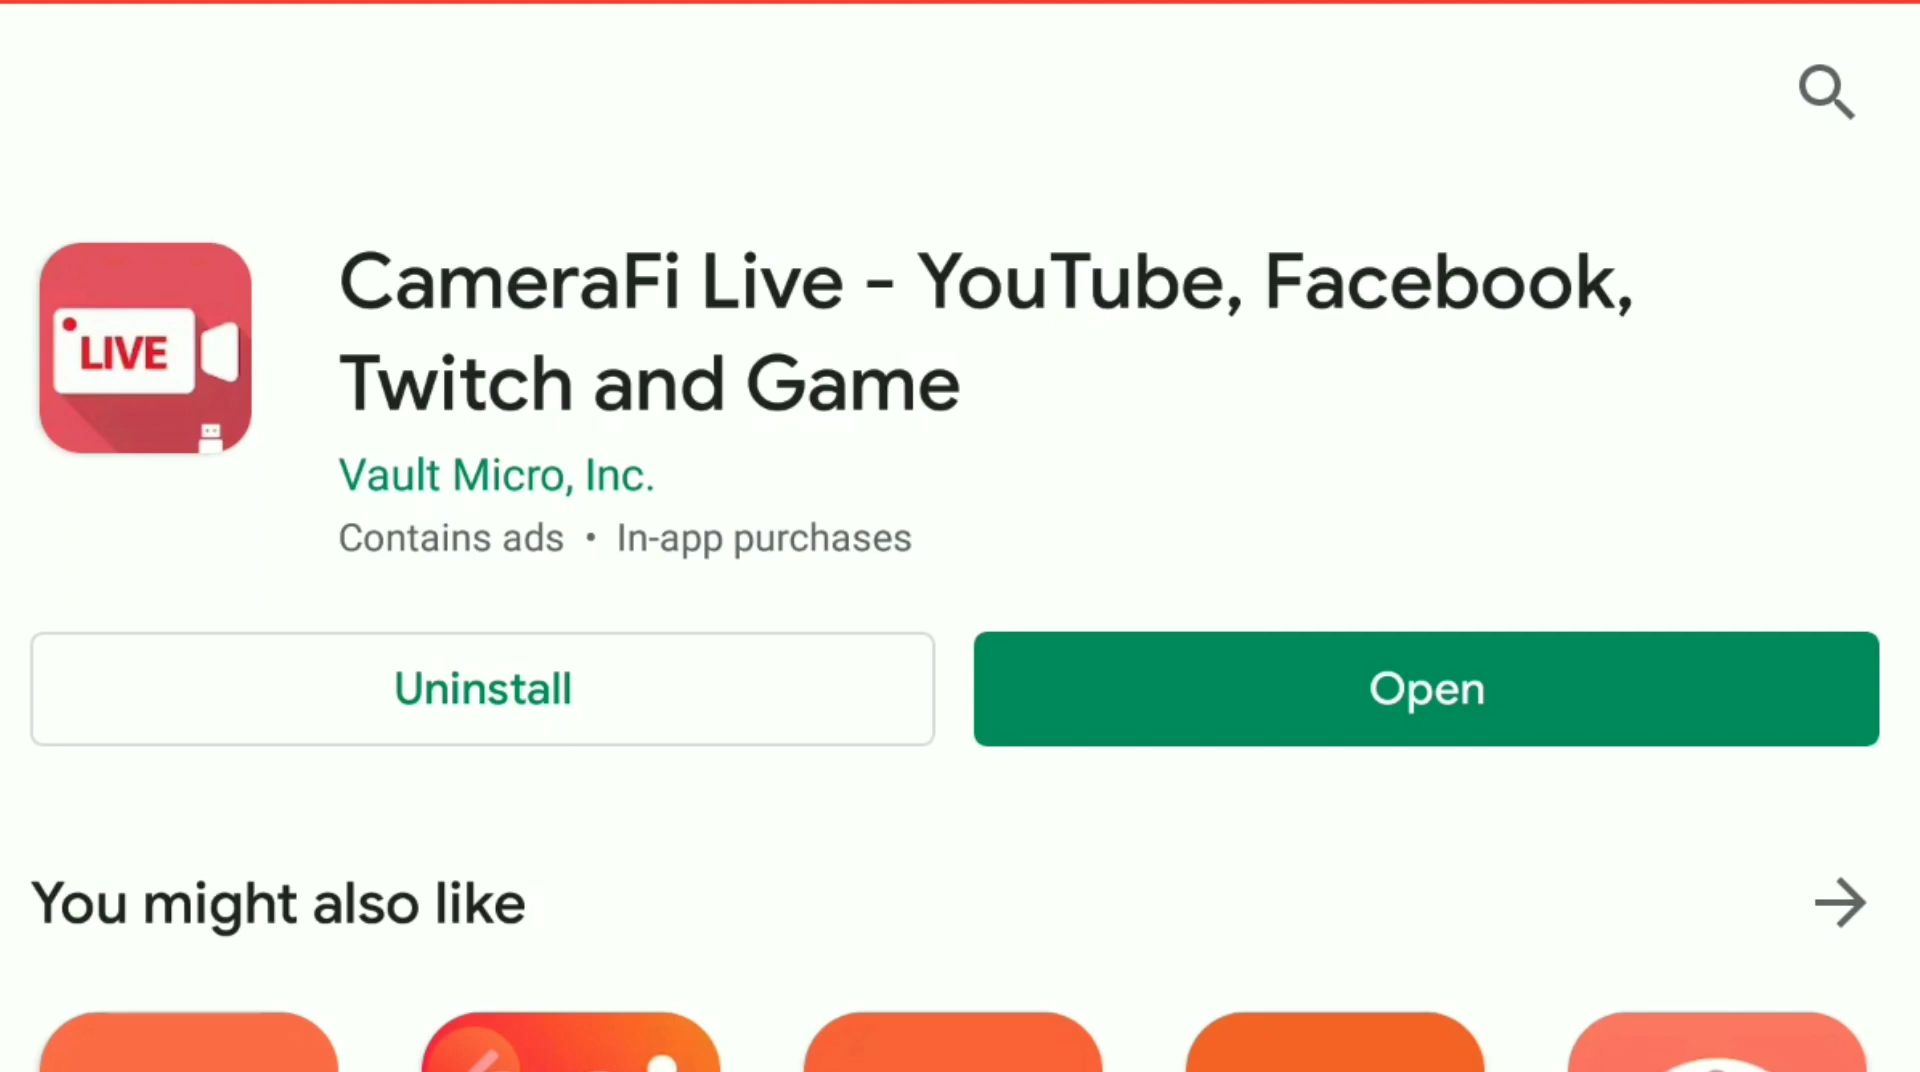 CameraFi Live - YouTube, Facebook,
Twitch and Game
LIVE
Vault Micro, Inc.
Contains ads • In-app purchases
Uninstall
Open
You might also like